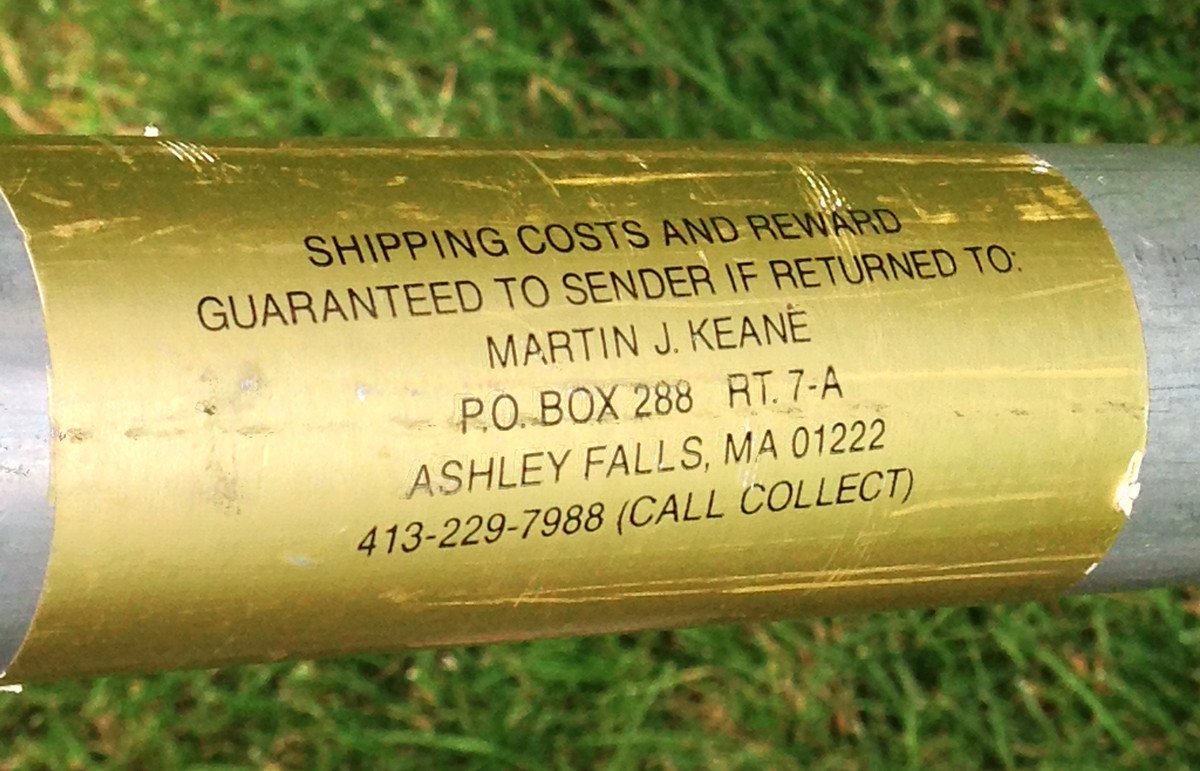 SHIPPING COSTS AND REWARD
GUARANTEED TO SENDER IF RETURNED TO:
MARTIN J. KEANE
P.O. BOX 288 RT. 7-A
ASHLEY FALLS, MA 01222
413-229-7988 (CALL COLLECT)